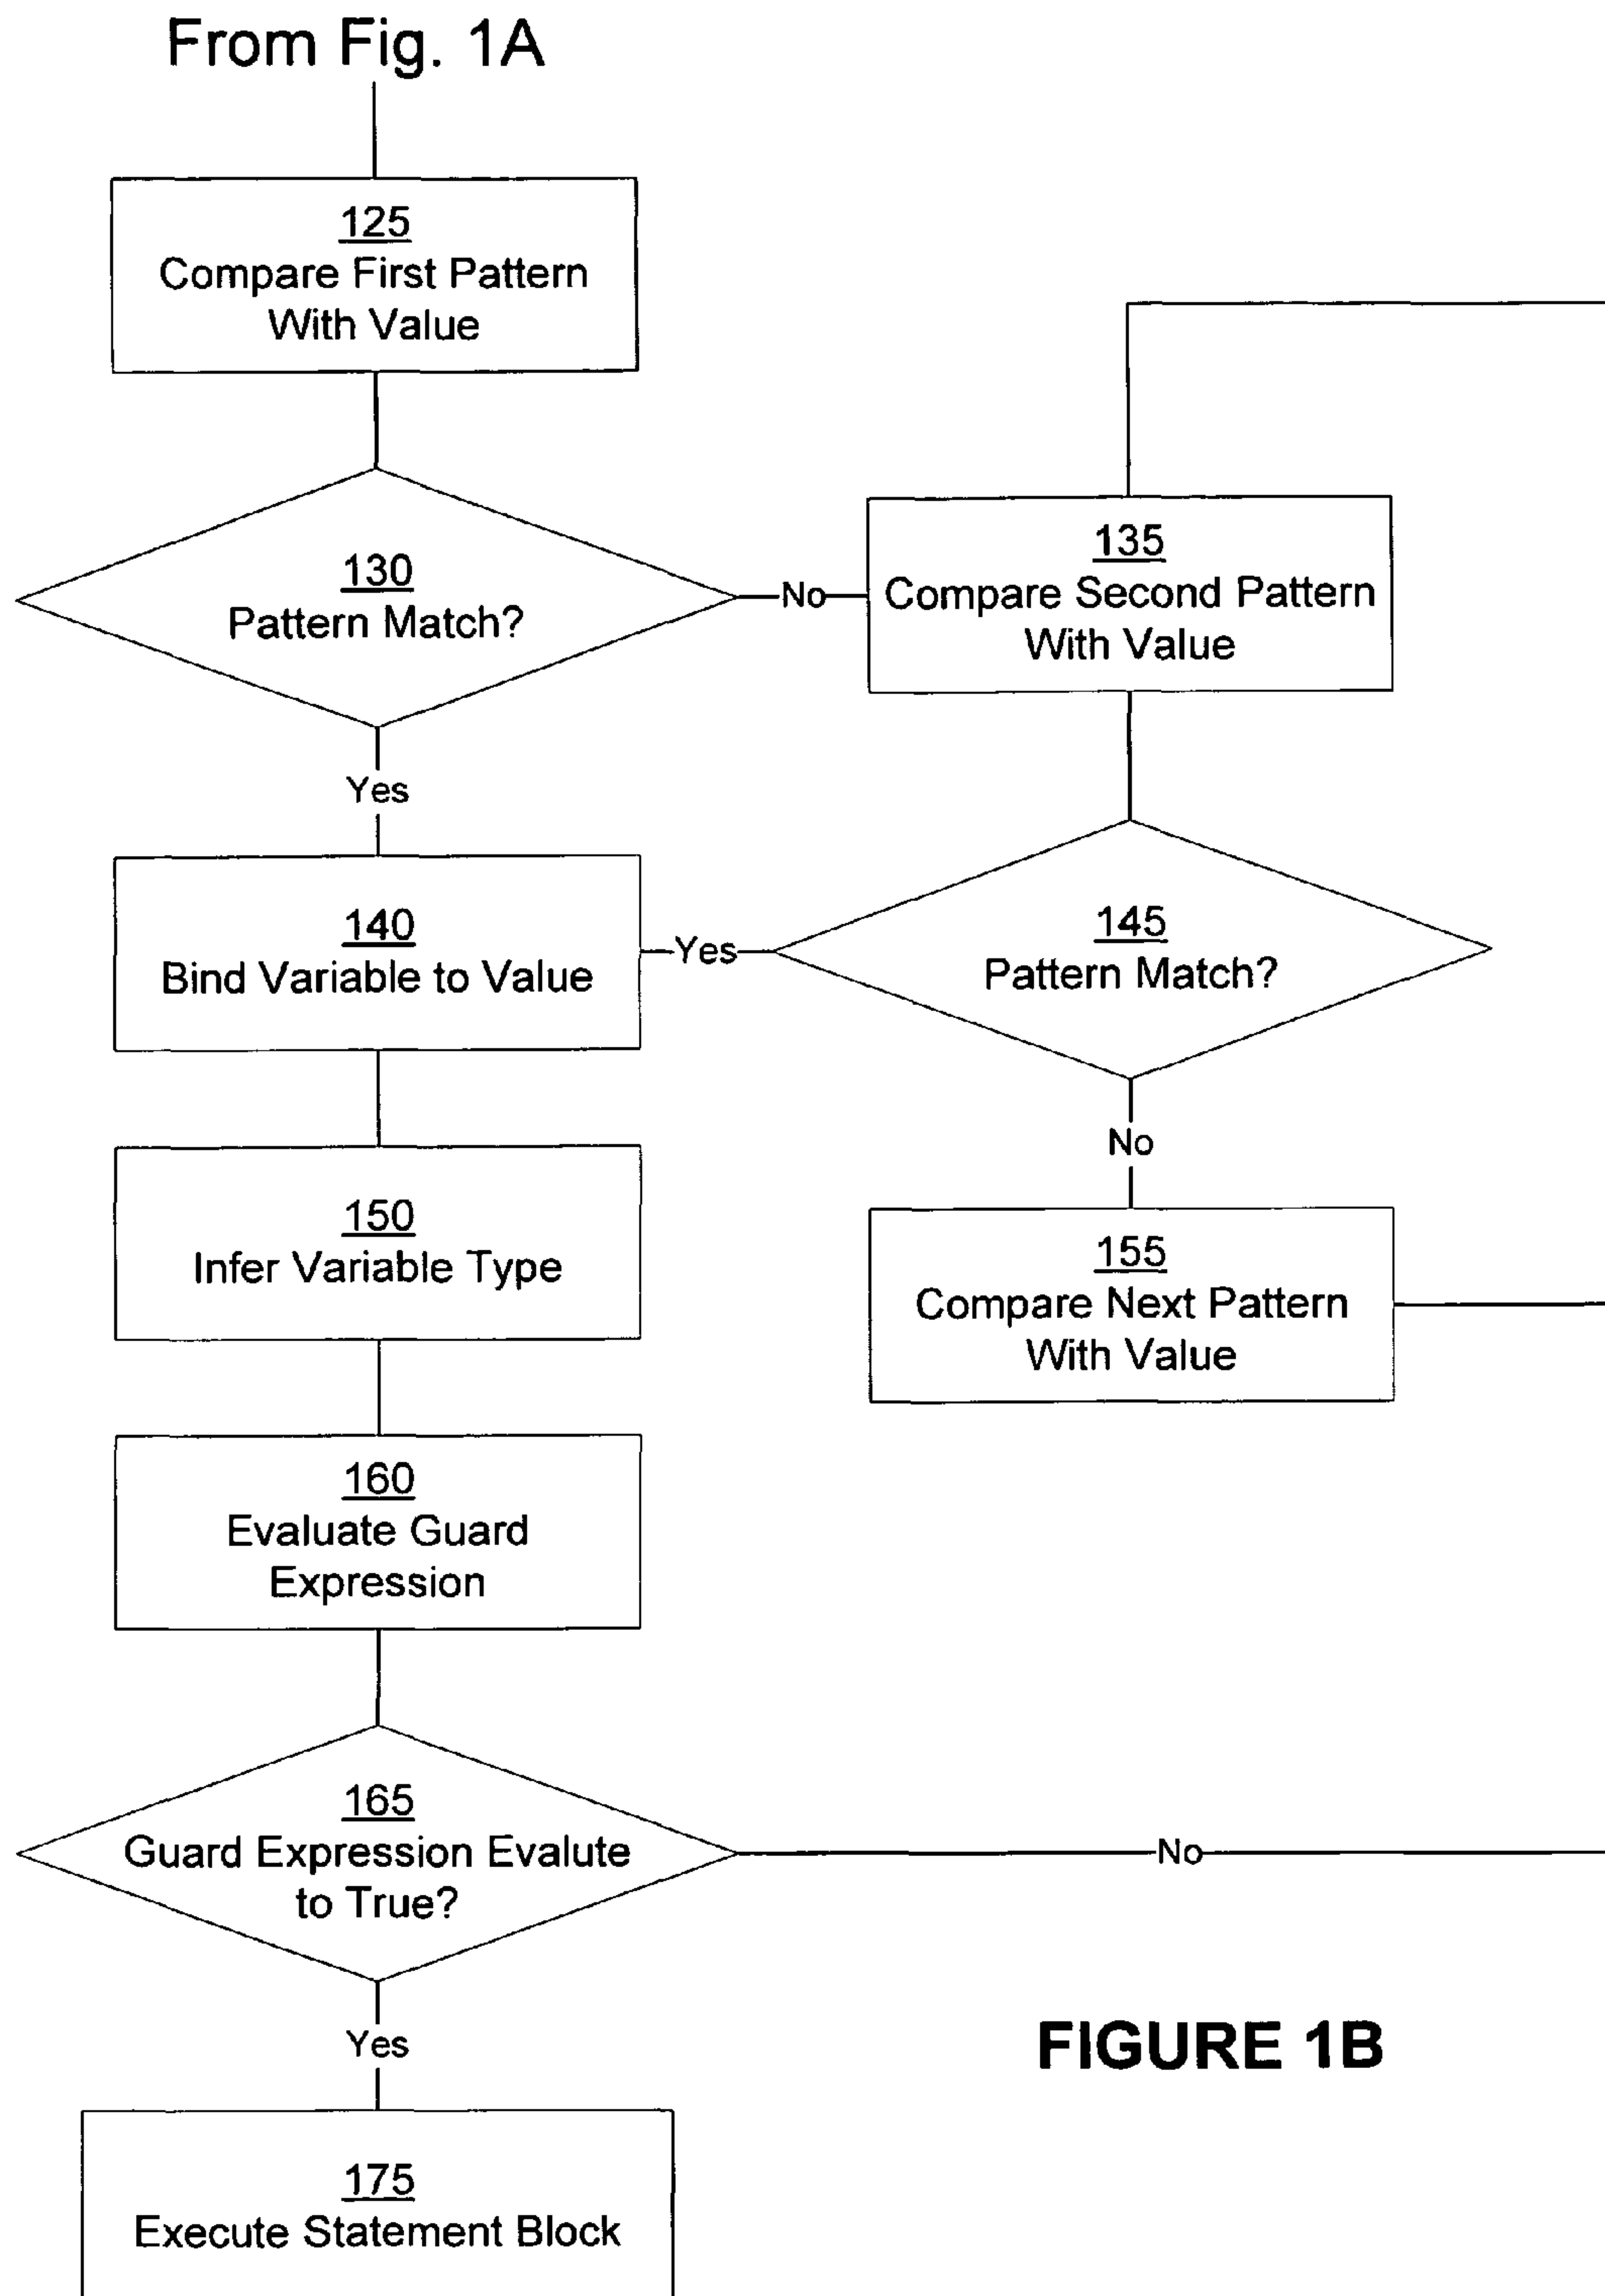 From Fig. 1A
125
Compare First Pattern
With Value
130
Pattern Match?
No
135
Compare Second Pattern
With Value
Yes
140
Bind Variable to Value
Yes
145
Pattern Match?
No
150
Infer Variable Type
155
Compare Next Pattern
With Value
160
Evaluate Guard
Expression
165
Guard Expression Evalute
to True?
No
Yes
FIGURE 1B
175
Execute Statement Block